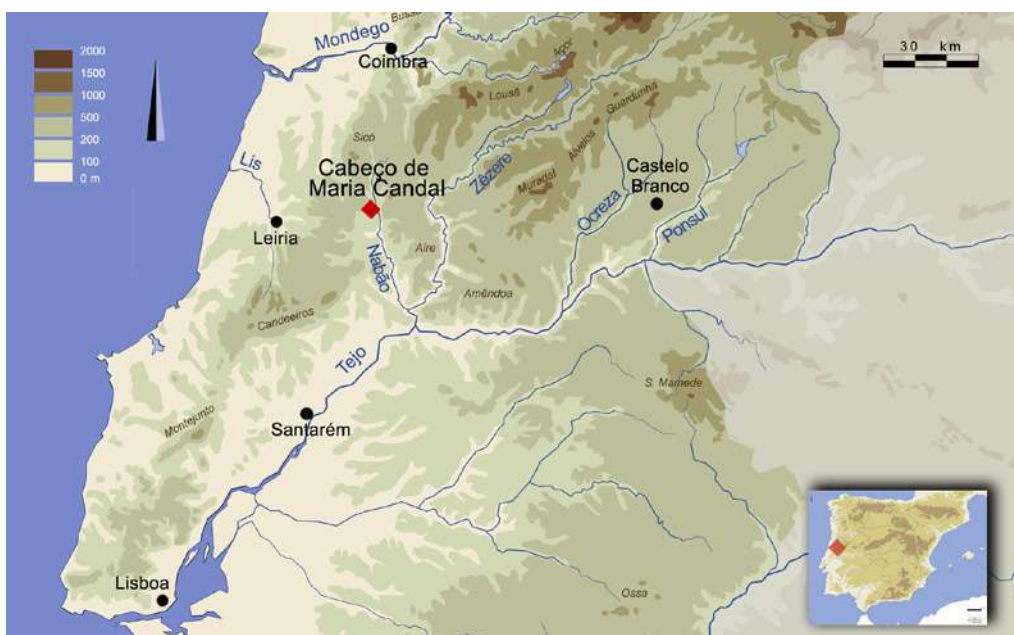 Busso
Mondego
Coimbra
Açor
2000
1500
1000
500
200
100
0 m
30 km
Lousã
Guardunha
Sicó
Alvelos
Lis
Cabeço de
Maria Candal
Zêzere
Muradal
Castelo
Branco
Ocreza
Ponsul
Leiria
Nabão
Aire
Amêndoa
Candeeiros
Tejo
S. Mamede
Montejunto
Santarém
Lisboa
Ossa